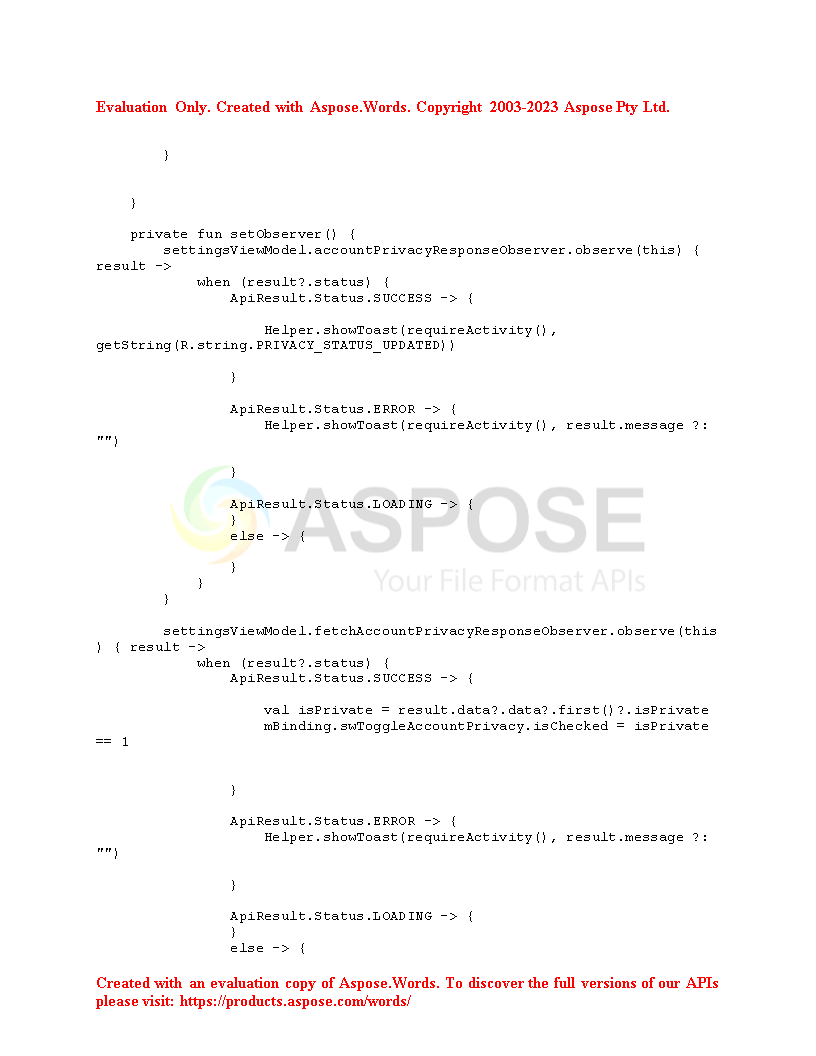 Evaluation Only. Created with Aspose.Words. Copyright 2003-2023 Aspose Pty Ltd.
}
}
private fun setObserver() {
settingsViewModel.accountPrivacyResponseObserver.observe(this) {
result ->
when (result?.status) {
ApiResult.Status.SUCCESS -> {
Helper.showToast(requireActivity(),
getString(R.string.PRIVACY_STATUS_UPDATED))
}
ApiResult.Status.ERROR -> {
Helper.showToast(requireActivity(), result.message ?:
"")
}
ApiResult.Status.LOADING -> {
}
else -> {
}
}
}
ASPOSE
Your File Format APIs
settingsViewModel.fetchAccountPrivacyResponseObserver.observe(this
) { result ->
when (result?.status) {
ApiResult.Status.SUCCESS -> {
val isPrivate = result.data?.data?.first()?.isPrivate
mBinding.swToggleAccountPrivacy.isChecked = isPrivate
== 1
}
ApiResult.Status.ERROR -> {
Helper.showToast(requireActivity(), result.message ?:
"")
}
ApiResult.Status.LOADING -> {
}
else -> {
Created with an evaluation copy of Aspose.Words. To discover the full versions of our APIs
please visit: https://products.aspose.com/words/